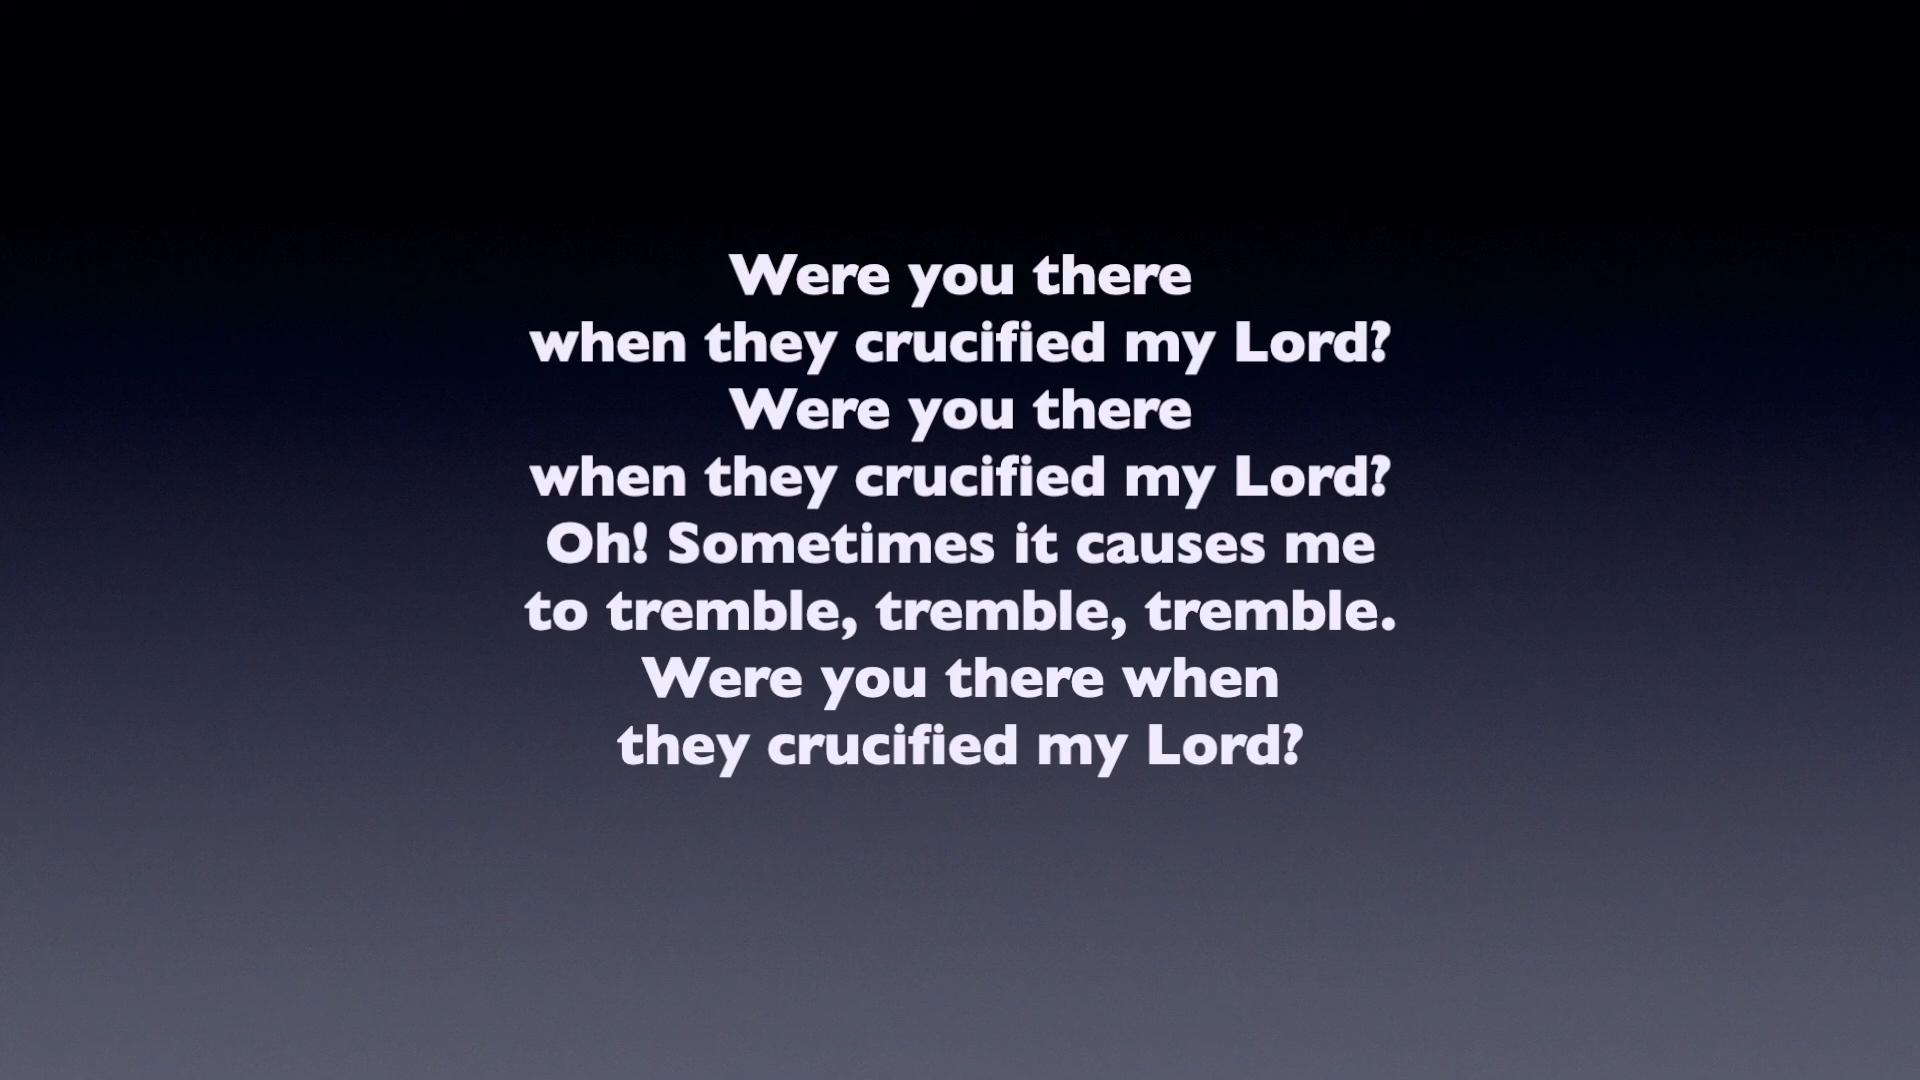 Were you there
when they crucified my Lord?
Were you there
when they crucified my Lord?
Oh! Sometimes it causes me
to tremble, tremble, tremble.
Were you there when
they crucified my Lord?